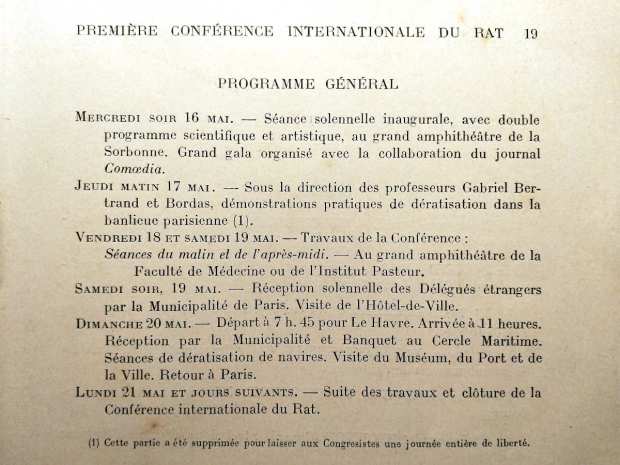 PREMIÈRE CONFÉRENCE INTERNATIONALE DU RAT 19
PROGRAMME GÉNÉRAL
MERCREDI SOIR 16 MAI. — Séance solennelle inaugurale, avec double
programme scientifique et artistique, au grand amphithéâtre de la
Sorbonne. Grand gala organisé avec la collaboration du journal
Comœdia.
JEUDI MATIN 17 MAI. — Sous la direction des professeurs Gabriel Ber-
trand et Bordas, démonstrations pratiques de dératisation dans la
banlieue parisienne (1).
VENDREDI 18 ET SAMEDI 19 MAI. — Travaux de la Conférence :
Séances du matin et de l'après-midi. — Au grand amphithéâtre de la
Faculté de Médecine ou de l'Institut Pasteur.
SAMEDI SOIR, 19 MAI. — Réception solennelle des Délégués étrangers
par la Municipalité de Paris. Visite de l'Hôtel-de-Ville.
DIMANCHE 20 MAI. — Départ à 7 h. 45 pour Le Havre. Arrivée à 11 heures.
Réception par la Municipalité et Banquet au Cercle Maritime.
Séances de dératisation de navires. Visite du Muséum, du Port et de
la Ville. Retour à Paris.
LUNDI 21 MAI ET JOURS SUIVANTS. — Suite des travaux et clôture de la
Conférence internationale du Rat.
(1) Cette partie a été supprimée pour laisser aux Congresistes une journée entière de liberté.